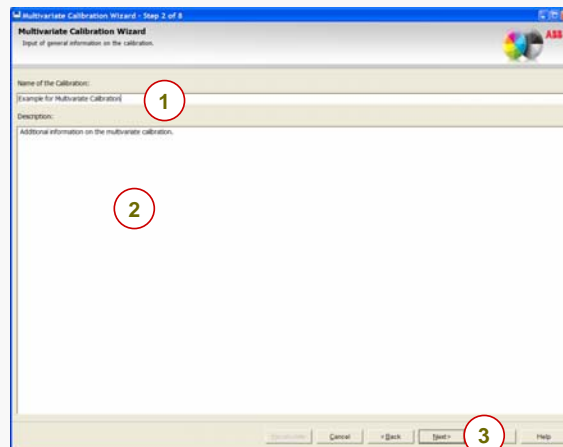 Multivariate Calibration Wizard - Step 2 of 8
Multivariate Calibration Wizard
Input of general information on the calibration.
ABB
Name of the Calibration:
Example for Multivariate Calibration
1
Description:
Additional information on the multivariate calibration.
2
Cancel
< Back
Next >
3
Help